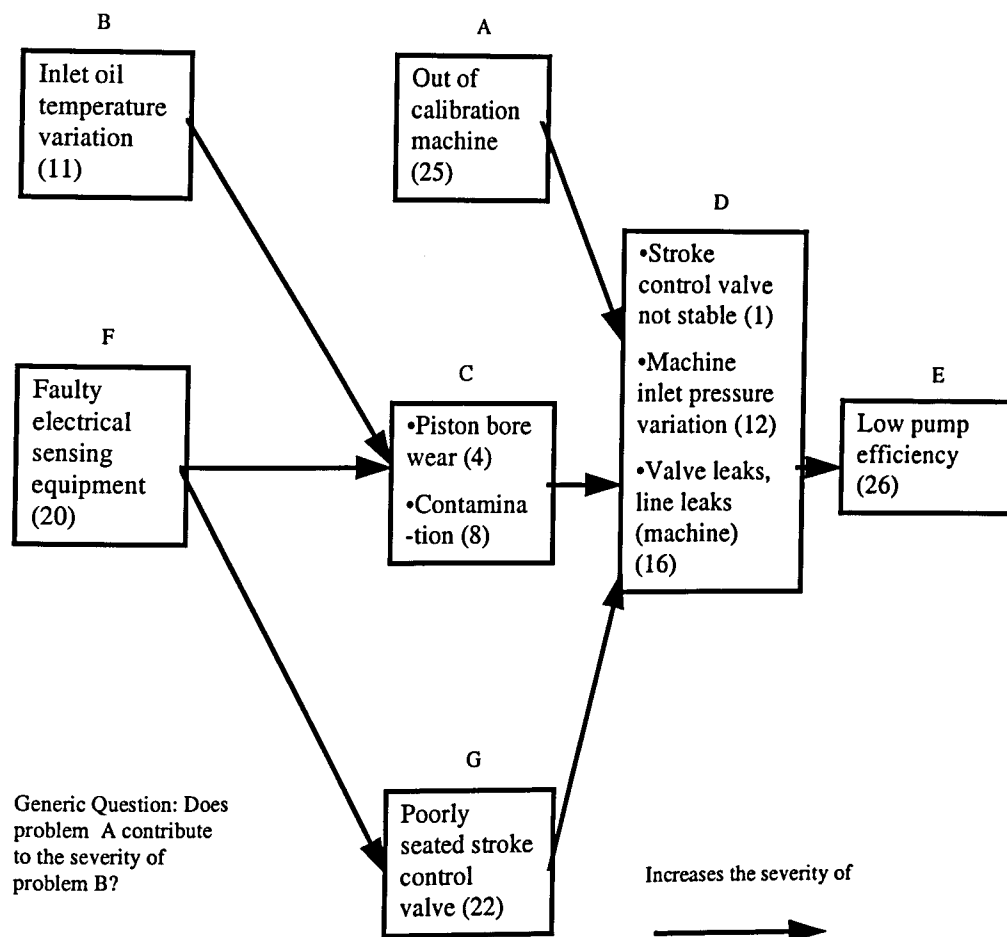 B
Inlet oil
temperature
variation
(11)
A
Out of
calibration
machine
(25)
D
•Stroke
control valve
not stable (1)
•Machine
inlet pressure
variation (12)
•Valve leaks,
line leaks
(machine)
(16)
F
Faulty
electrical
sensing
equipment
(20)
C
•Piston bore
wear (4)
•Contamina
-tion (8)
E
Low pump
efficiency
(26)
G
Poorly
seated stroke
control
valve (22)
Generic Question: Does
problem A contribute
to the severity of
problem B?
Increases the severity of